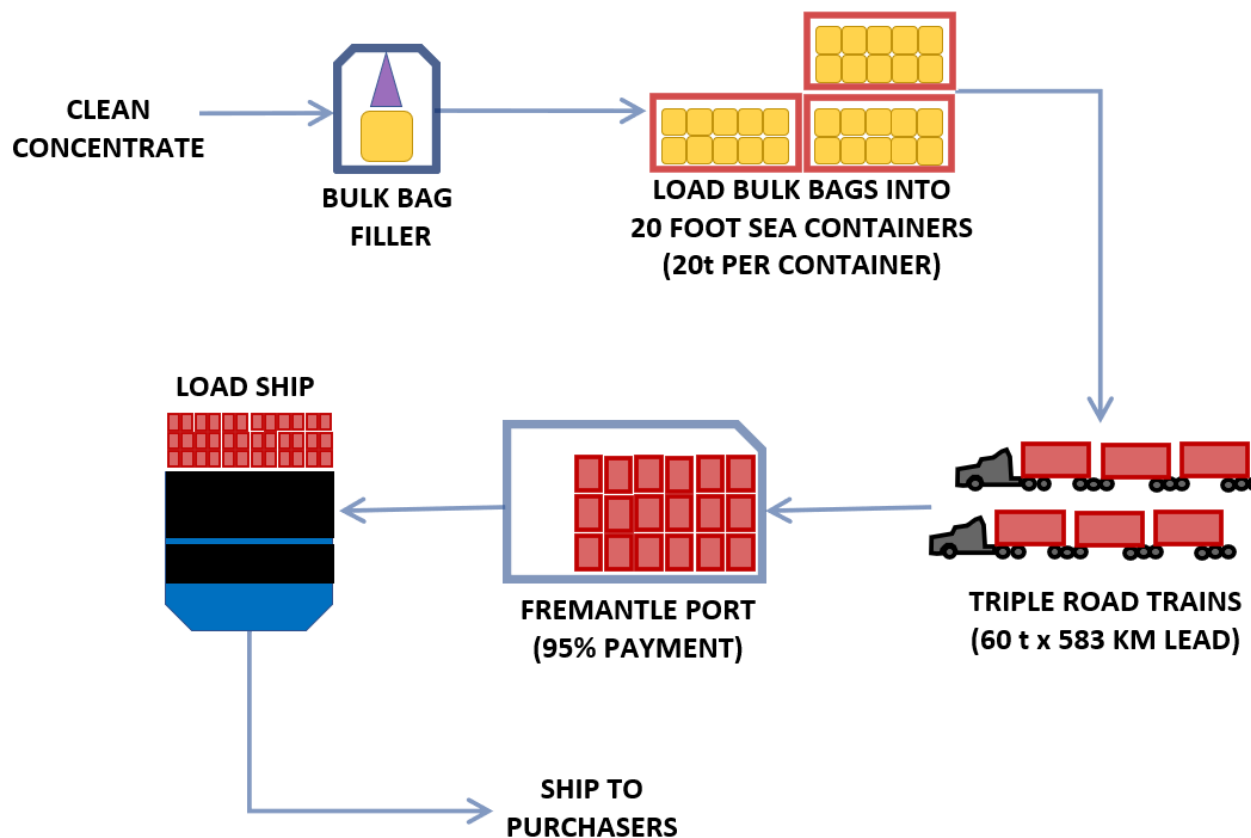 CLEAN
CONCENTRATE
BULK BAG
FILLER
LOAD BULK BAGS INTO
20 FOOT SEA CONTAINERS
(20t PER CONTAINER)
TRIPLE ROAD TRAINS
(60 t x 583 KM LEAD)
FREMANTLE PORT
(95% PAYMENT)
LOAD SHIP
SHIP TO
PURCHASERS